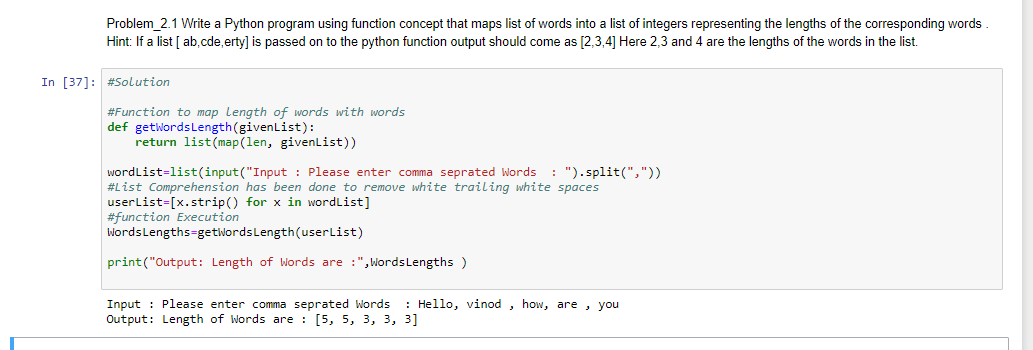 Problem_2.1 Write a Python program using function concept that maps list of words into a list of integers representing the lengths of the corresponding words .
Hint: If a list [ ab,cde,erty] is passed on to the python function output should come as [2,3,4] Here 2,3 and 4 are the lengths of the words in the list.
In [37]: #Solution
#Function to map length of words with words
def getWordsLength(givenList):
    return list(map(len, givenList))
wordList=list(input("Input : Please enter comma seprated Words  : ").split(","))
#List Comprehension has been done to remove white trailing white spaces
userList=[x.strip() for x in wordList]
#function Execution
WordsLengths=getWordsLength(userList)
print("Output: Length of Words are :",WordsLengths )
Input : Please enter comma seprated Words  : Hello, vinod , how, are , you
Output: Length of Words are : [5, 5, 3, 3, 3]